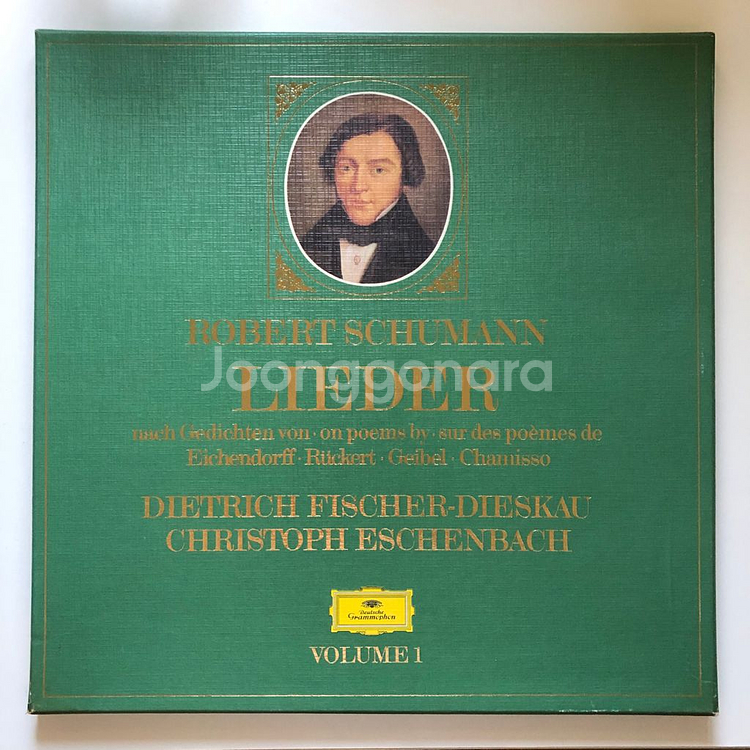 ROBERT SCHUMANN
Joonggonara
LIEDER
nach Gedichten von · on poems by · sur des poèmes de
Eichendorff · Rückert · Geibel · Chamisso
DIETRICH FISCHER-DIESKAU
CHRISTOPH ESCHENBACH
Deutsche
Grammophon
VOLUME 1